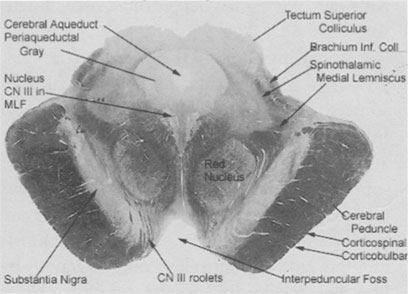 Cerebral Aqueduct
Periaqueductal
Gray
Nucleus
CN III in
MLF
Tectum Superior
Colliculus
Brachium Inf. Coll
Spinothalamic
Medial Lemniscus
Red
Nucleus
Cerebral
Peduncle
Corticospinal
Corticobulbar
Substantia Nigra
CN III roolets
Interpeduncular Foss